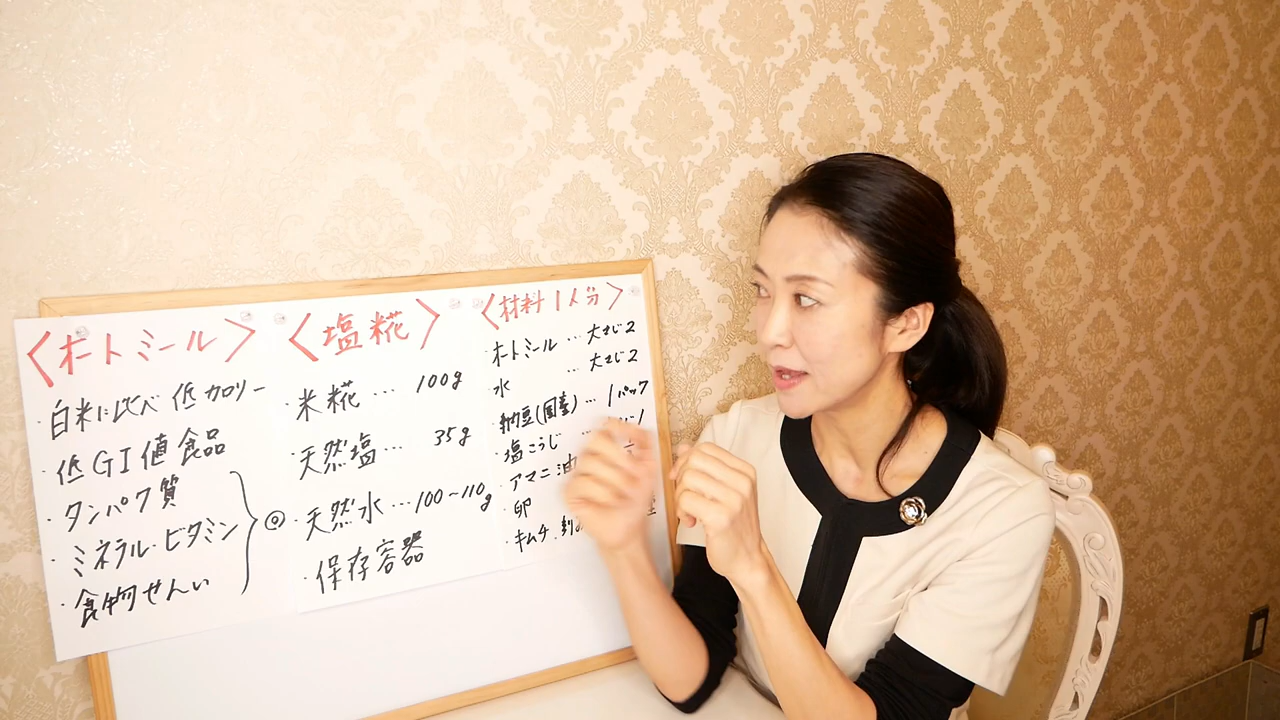 〈オートミール〉
・白米に比べ 低カロリー
・低GI値食品
・タンパク質
・ミネラル・ビタミン
・食物せんい
◎
〈塩糀〉
・米糀… 100g
・天然塩… 35g
・天然水…100~110g
・保存容器
〈材料 1人分〉
・オートミール …大さじ2
・水 …大さじ2
・納豆(国産)…1パック
・塩こうじ …
・アマニ油
・卵
・キムチ、